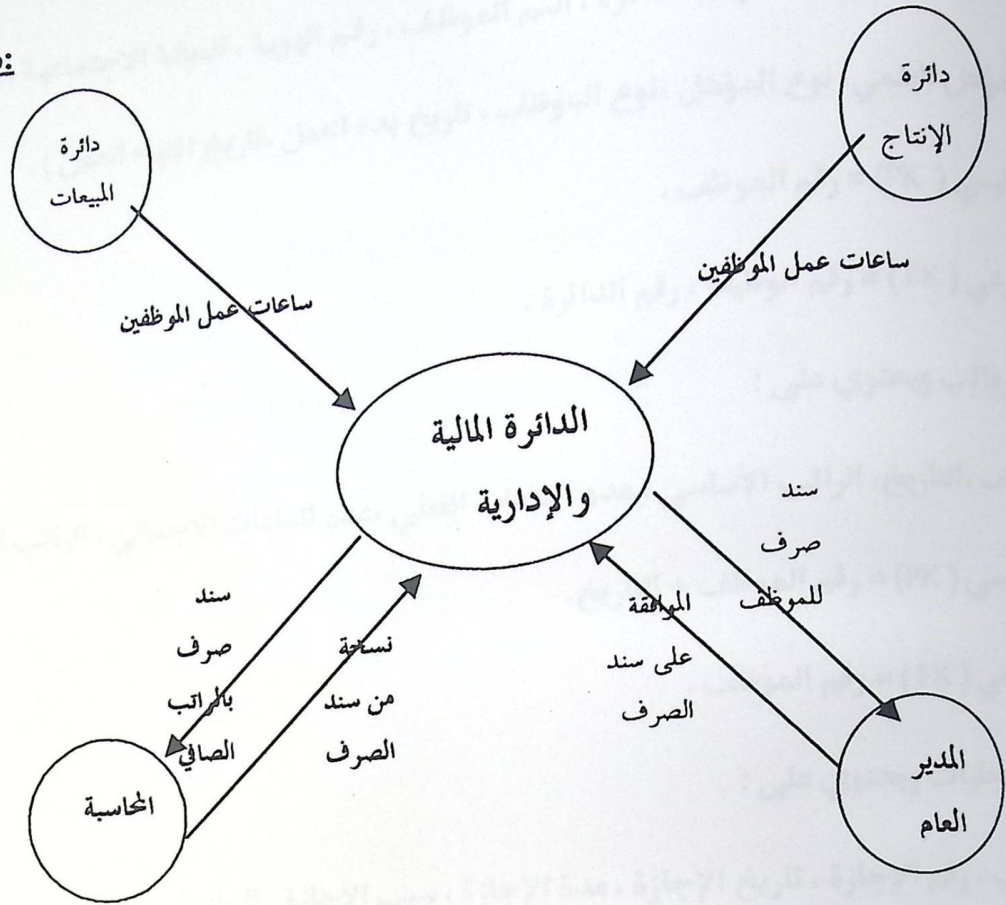 دائرة
المبيعات
دائرة
الإنتاج
ساعات عمل الموظفين
ساعات عمل الموظفين
الدائرة المالية
والإدارية
سند
صرف
للموظف
الموافقة
على سند
الصرف
سند
صرف
بالراتب
الصافي
نسخة
من سند
الصرف
المحاسبة
المدير
العام